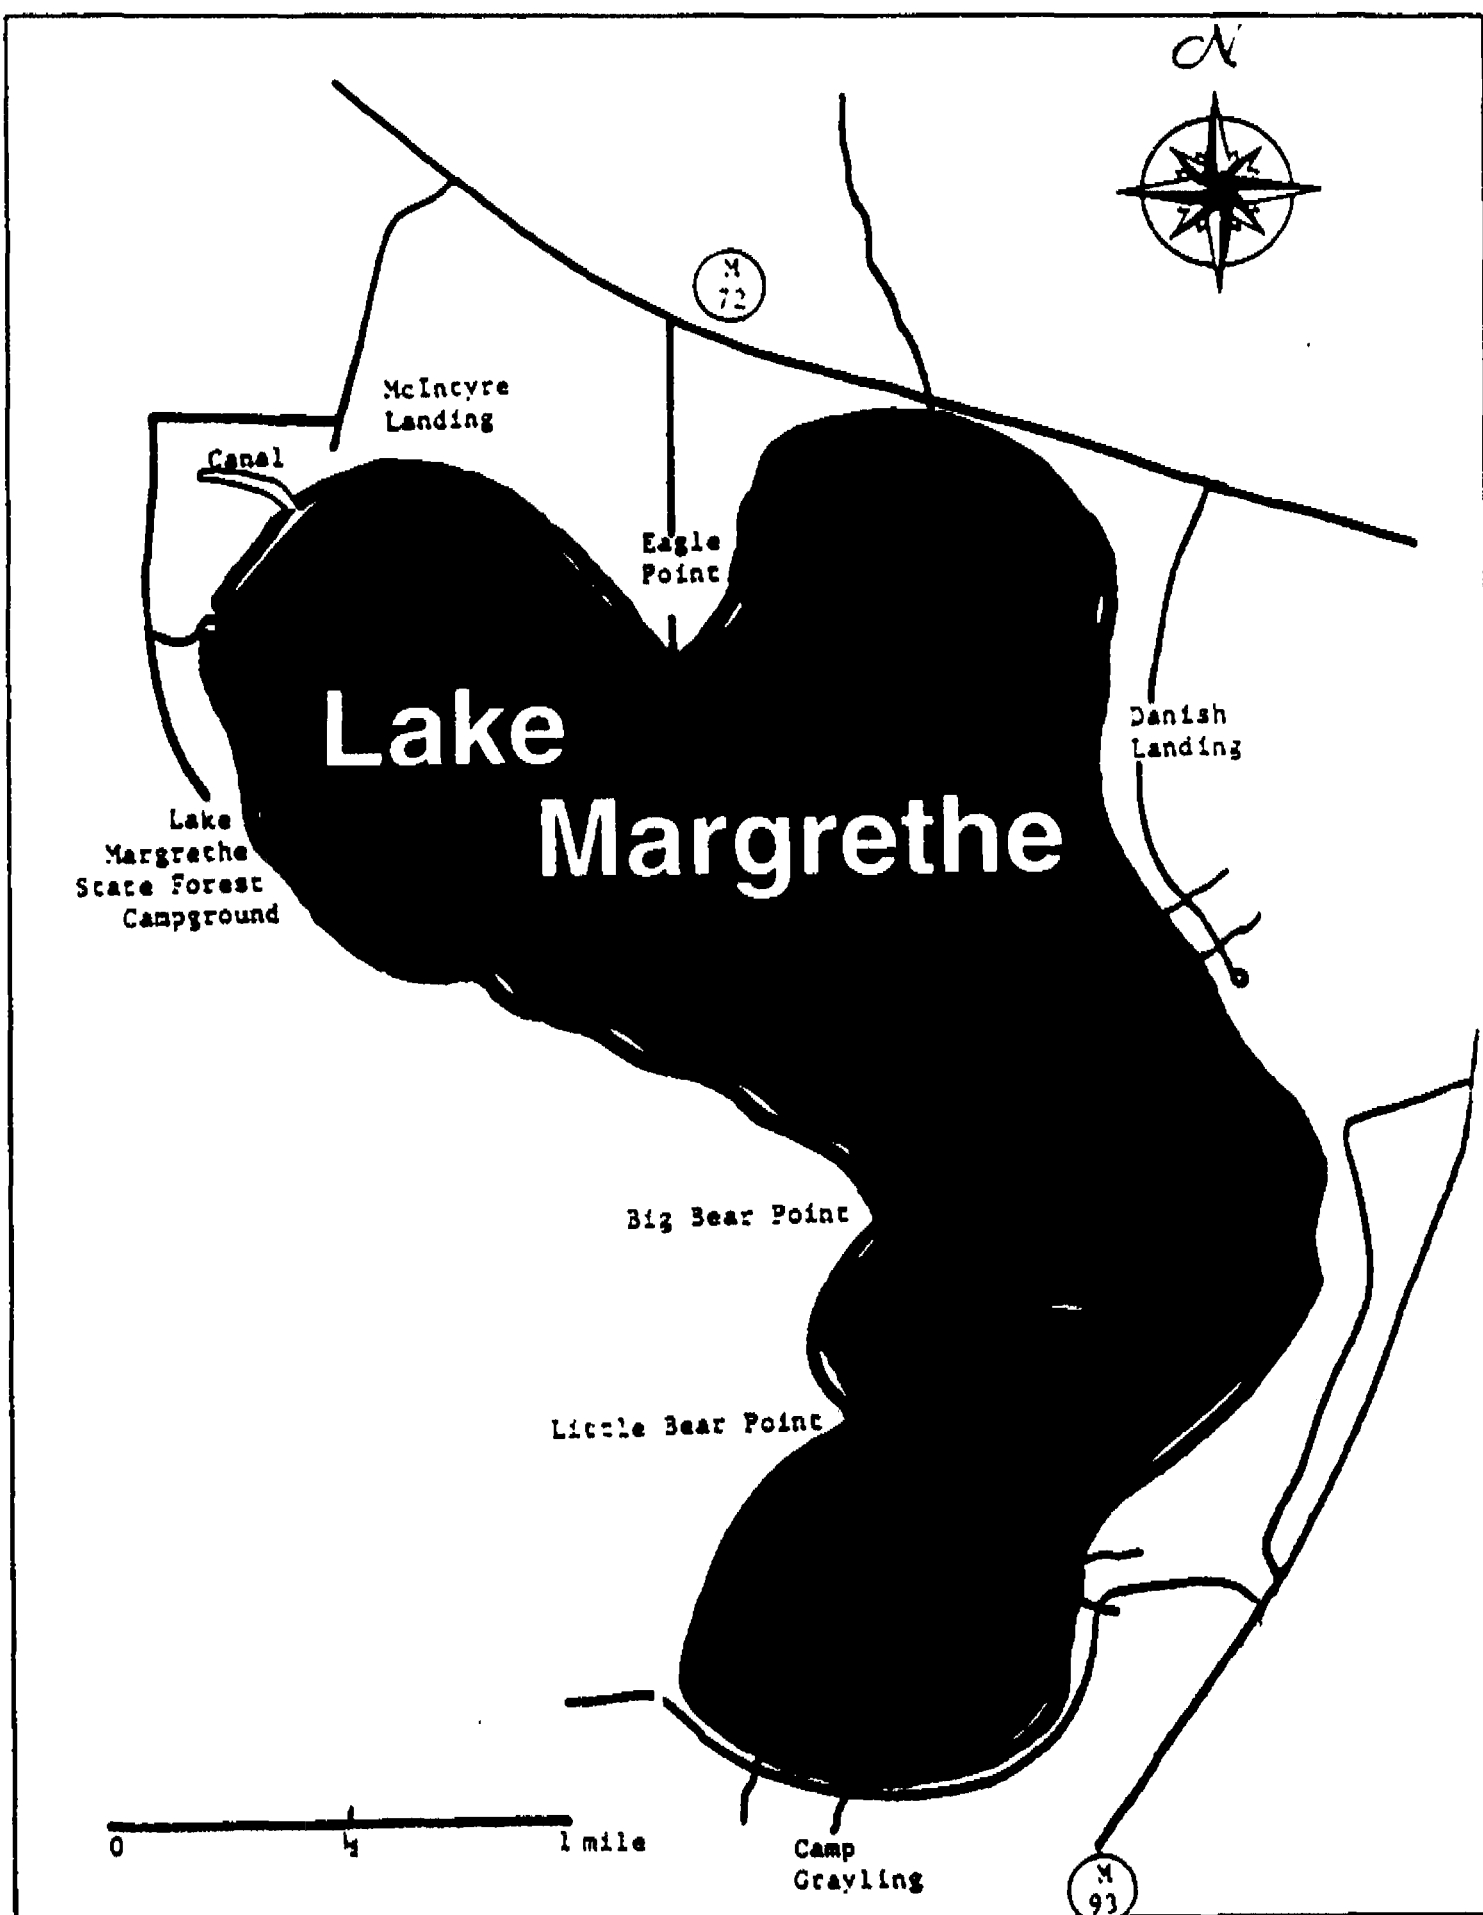 N
M
72
McIntyre
Landing
Canal
Eagle
Point
Lake
Margrethe
Danish
Landing
Lake
Margrethe
State Forest
Campground
Big Bear Point
Little Bear Point
0
½
1 mile
Camp
Grayling
M
93